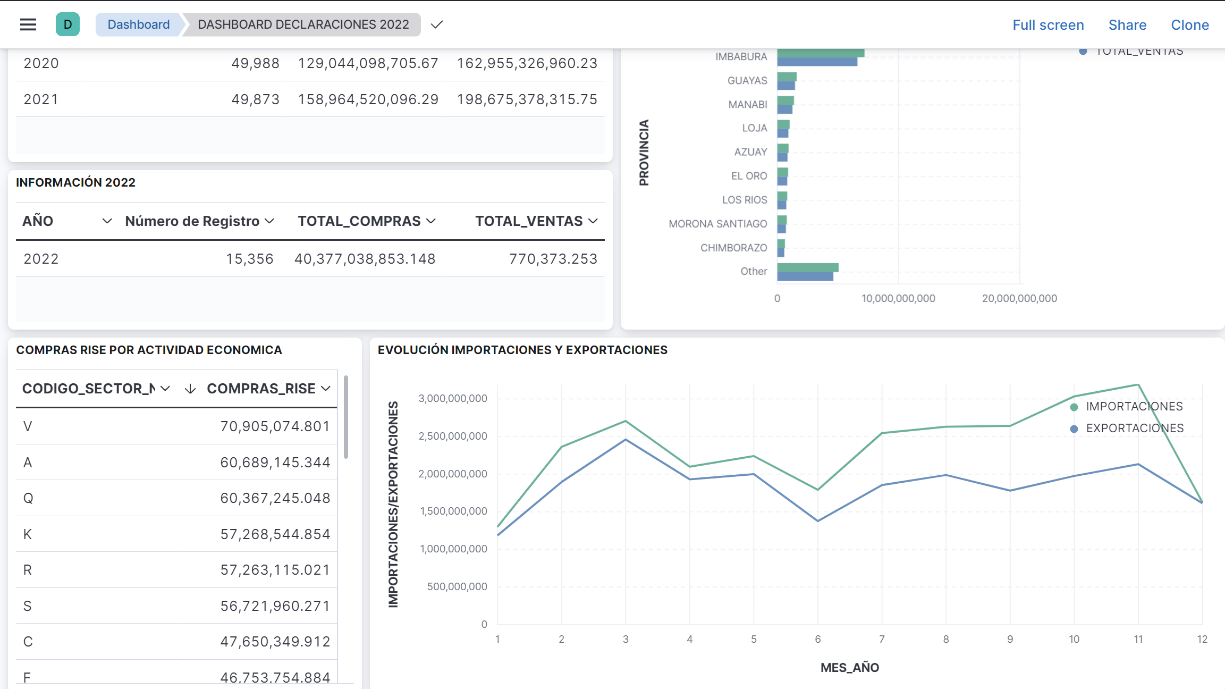 D Dashboard DASHBOARD DECLARACIONES 2022 Full screen Share Clone
2020 49,988 129,044,098,705.67 162,955,326,960.23
2021 49,873 158,964,520,096.29 198,675,378,315.75
TOTAL_VENTAS
PROVINCIA
IMBABURA
GUAYAS
MANABI
LOJA
AZUAY
EL ORO
LOS RIOS
MORONA SANTIAGO
CHIMBORAZO
Other
0 10,000,000,000 20,000,000,000
INFORMACIÓN 2022
AÑO Número de Registro TOTAL_COMPRAS TOTAL_VENTAS
2022 15,356 40,377,038,853.148 770,373.253
COMPRAS RISE POR ACTIVIDAD ECONOMICA
CODIGO_SECTOR_N COMPRAS_RISE
V 70,905,074.801
A 60,689,145.344
Q 60,367,245.048
K 57,268,544.854
R 57,263,115.021
S 56,721,960.271
C 47,650,349.912
F 46,753,754.884
EVOLUCIÓN IMPORTACIONES Y EXPORTACIONES
IMPORTACIONES/EXPORTACIONES
3,000,000,000
2,500,000,000
2,000,000,000
1,500,000,000
1,000,000,000
500,000,000
0
IMPORTACIONES
EXPORTACIONES
1 2 3 4 5 6 7 8 9 10 11 12
MES_AÑO